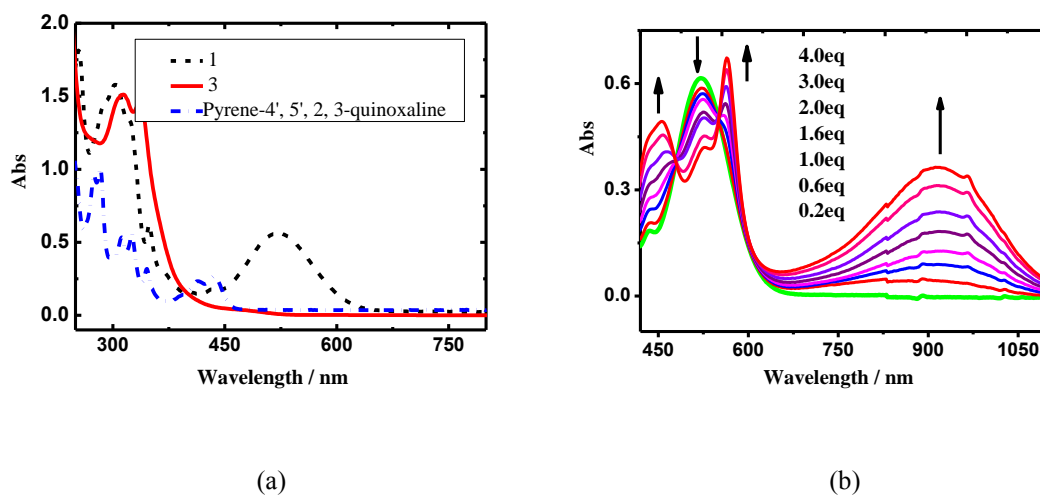 2.0
1.5
1.0
0.5
0.0
Abs
1
3
Pyrene-4', 5', 2, 3-quinoxaline
300 450 600 750
Wavelength / nm
(a)
0.6
0.3
0.0
Abs
4.0eq
3.0eq
2.0eq
1.6eq
1.0eq
0.6eq
0.2eq
450 600 750 900 1050
Wavelength / nm
(b)